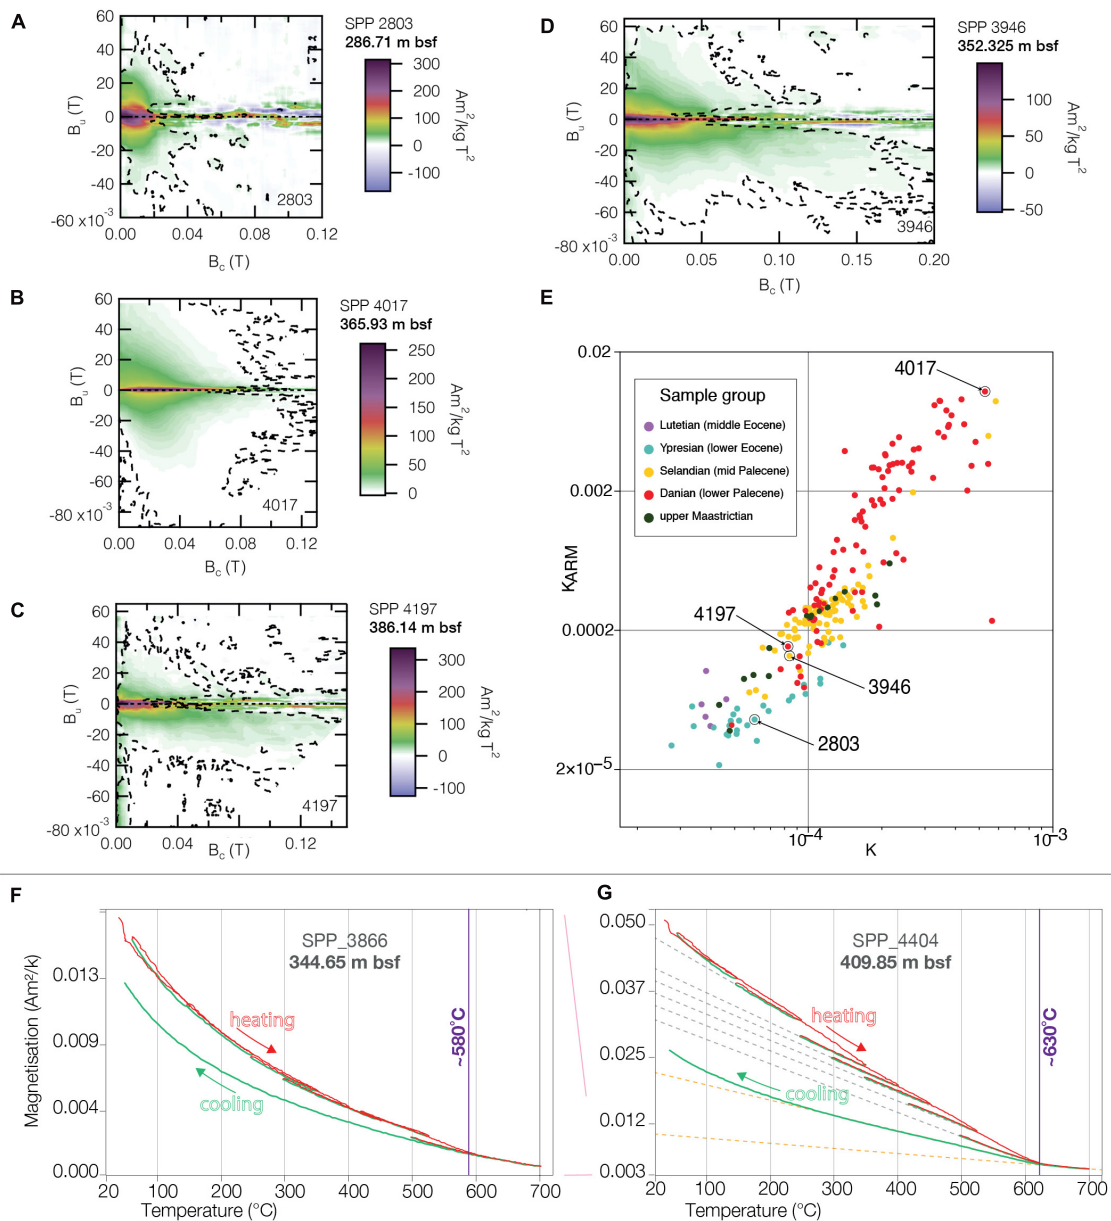 A
SPP 2803
286.71 m bsf
60
40
20
0
-20
-40
-60 x10-3
Bu (T)
2803
0.00
0.04
0.08
0.12
Bc (T)
300
200
100
0
-100
Am2/kg T2
B
SPP 4017
365.93 m bsf
60
40
20
0
-20
-40
-60
-80 x10-3
Bu (T)
4017
0.00
0.04
0.08
0.12
Bc (T)
250
200
150
100
50
0
Am2/kg T2
C
SPP 4197
386.14 m bsf
60
40
20
0
-20
-40
-60
-80 x10-3
Bu (T)
4197
0.00
0.04
0.08
0.12
Bc (T)
300
200
100
0
-100
Am2/kg T2
D
SPP 3946
352.325 m bsf
60
40
20
0
-20
-40
-60
-80 x10-3
Bu (T)
3946
0.00
0.05
0.10
0.15
0.20
Bc (T)
100
50
0
-50
Am2/kg T2
E
0.02
0.002
0.0002
2×10-5
KARM
Sample group
Lutetian (middle Eocene)
Ypresian (lower Eocene)
Selandian (mid Palecene)
Danian (lower Palecene)
upper Maastrictian
4017
4197
3946
2803
10-4
10-3
K
F
SPP_3866
344.65 m bsf
heating
cooling
~580°C
0.013
0.009
0.004
0.000
Magnetisation (Am2/k)
20
100
200
300
400
500
600
700
Temperature (°C)
G
SPP_4404
409.85 m bsf
heating
cooling
~630°C
0.050
0.037
0.025
0.012
0.003
20
100
200
300
400
500
600
700
Temperature (°C)